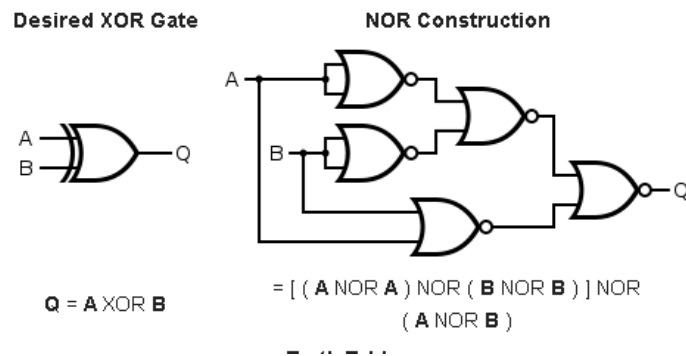 Desired XOR Gate
NOR Construction
A
B
Q
A
B
Q
Q = A XOR B
= [ ( A NOR A ) NOR ( B NOR B ) ] NOR
( A NOR B )